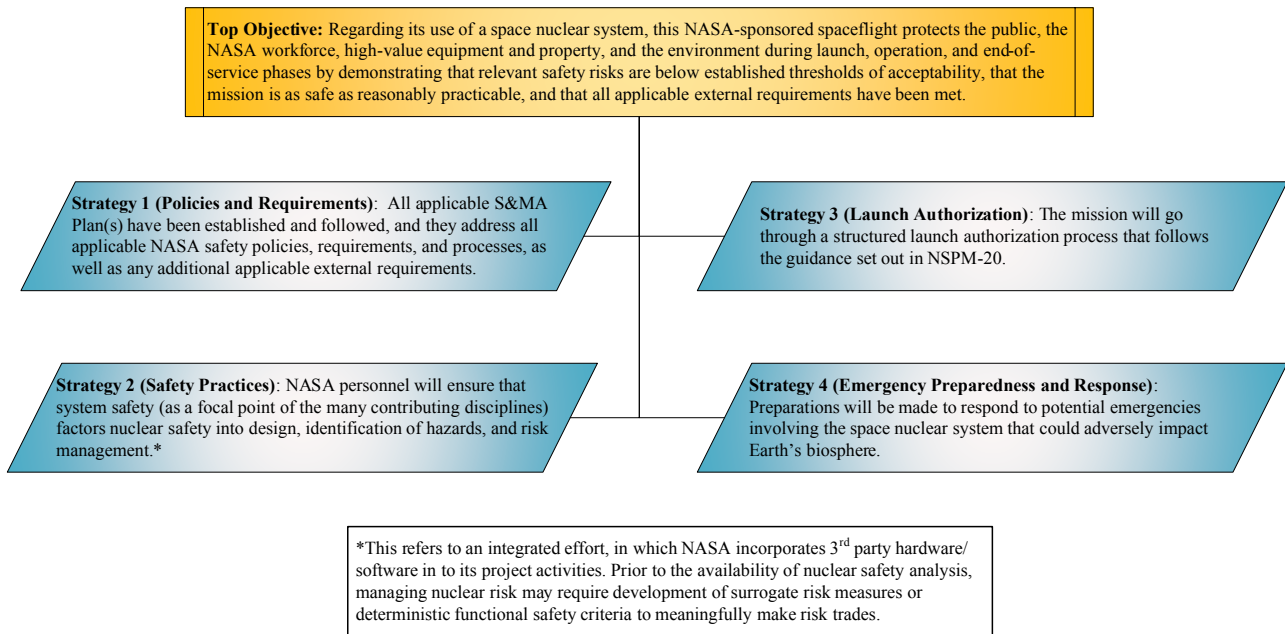 Top Objective: Regarding its use of a space nuclear system, this NASA-sponsored spaceflight protects the public, the
NASA workforce, high-value equipment and property, and the environment during launch, operation, and end-of-
service phases by demonstrating that relevant safety risks are below established thresholds of acceptability, that the
mission is as safe as reasonably practicable, and that all applicable external requirements have been met.
Strategy 1 (Policies and Requirements): All applicable S&MA
Plan(s) have been established and followed, and they address all
applicable NASA safety policies, requirements, and processes, as
well as any additional applicable external requirements.
Strategy 3 (Launch Authorization): The mission will go
through a structured launch authorization process that follows
the guidance set out in NSPM-20.
Strategy 2 (Safety Practices): NASA personnel will ensure that
system safety (as a focal point of the many contributing disciplines)
factors nuclear safety into design, identification of hazards, and risk
management.*
Strategy 4 (Emergency Preparedness and Response):
Preparations will be made to respond to potential emergencies
involving the space nuclear system that could adversely impact
Earth's biosphere.
*This refers to an integrated effort, in which NASA incorporates 3rd party hardware/
software in to its project activities. Prior to the availability of nuclear safety analysis,
managing nuclear risk may require development of surrogate risk measures or
deterministic functional safety criteria to meaningfully make risk trades.